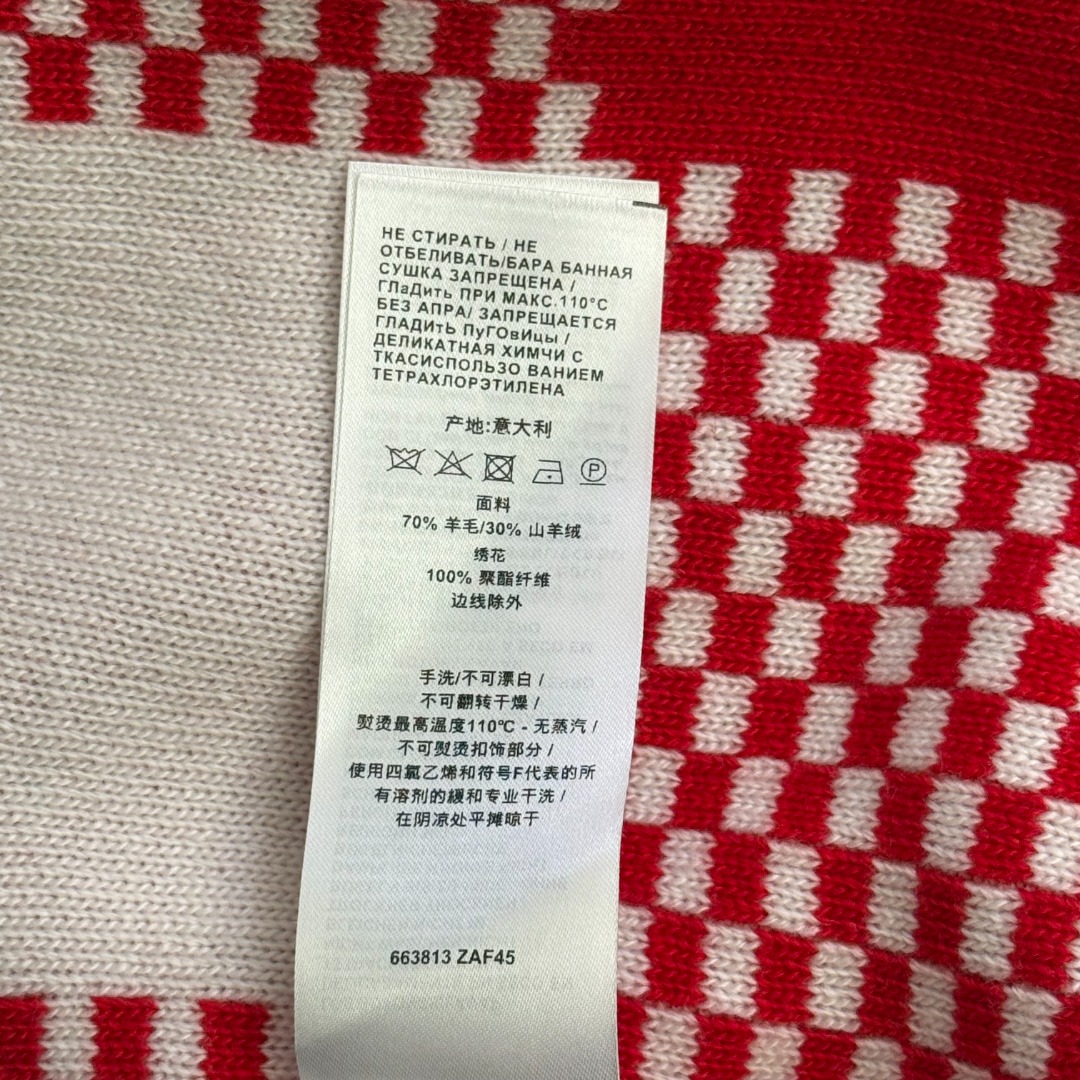 НЕ СТИРАТЬ / НЕ
ОТБЕЛИВАТЬ/БАРА БАННАЯ
СУШКА ЗАПРЕЩЕНА /
ГЛаДить ПРИ МАКС.110°C
БЕЗ АПРА/ ЗАПРЕЩАЕТСЯ
ГЛАДИтЬ ПуГОвИцы /
ДЕЛИКАТНАЯ ХИМЧИ С
ТКАСИСПОЛЬЗО ВАНИЕМ
ТЕТРАХЛОРЭТИЛЕНА
产地:意大利
P
面料
70% 羊毛/30% 山羊绒
绣花
100% 聚酯纤维
边线除外
手洗/不可漂白 /
不可翻转干燥 /
熨烫最高温度110℃ - 无蒸汽 /
不可熨烫扣饰部分 /
使用四氯乙烯和符号F代表的所
有溶剂的緩和专业干洗 /
在阴凉处平摊晾干
663813 ZAF45